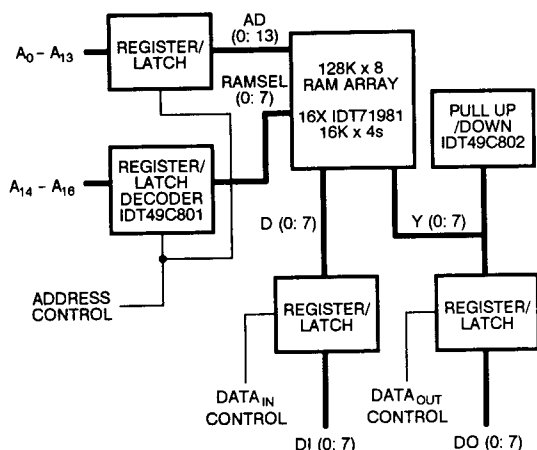 AD
(0: 13)
A0 – A13
REGISTER/
LATCH
RAMSEL
(0: 7)
128K x 8
RAM ARRAY
16X IDT71981
16K x 4s
PULL UP
/DOWN
IDT49C802
A14 – A16
REGISTER/
LATCH
DECODER
IDT49C801
D (0: 7)
Y (0: 7)
ADDRESS
CONTROL
REGISTER/
LATCH
REGISTER/
LATCH
DATAIN
CONTROL
DATAOUT
CONTROL
DI (0: 7)
DO (0: 7)